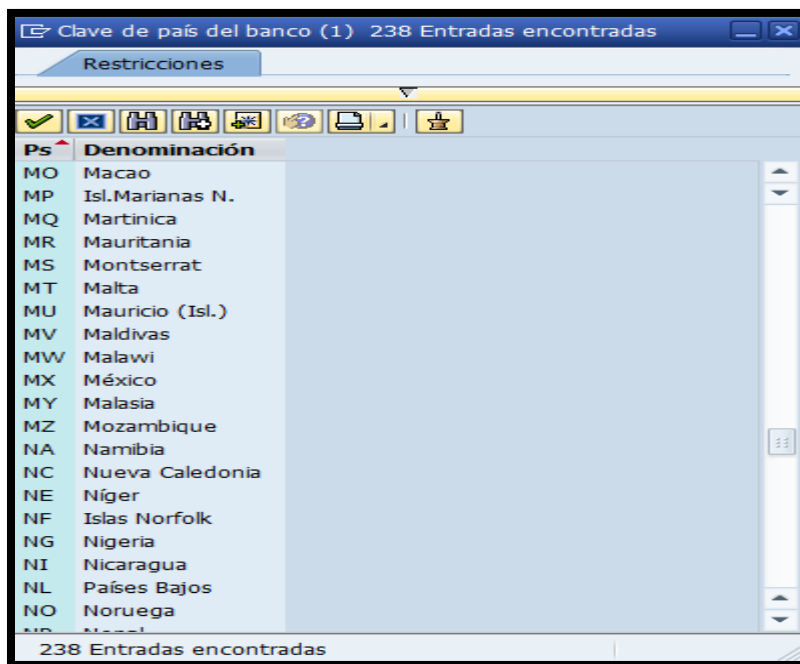 Clave de país del banco (1) 238 Entradas encontradas
Restricciones
Ps Denominación
MO Macao
MP Isl.Marianas N.
MQ Martinica
MR Mauritania
MS Montserrat
MT Malta
MU Mauricio (Isl.)
MV Maldivas
MW Malawi
MX México
MY Malasia
MZ Mozambique
NA Namibia
NC Nueva Caledonia
NE Níger
NF Islas Norfolk
NG Nigeria
NI Nicaragua
NL Países Bajos
NO Noruega
238 Entradas encontradas